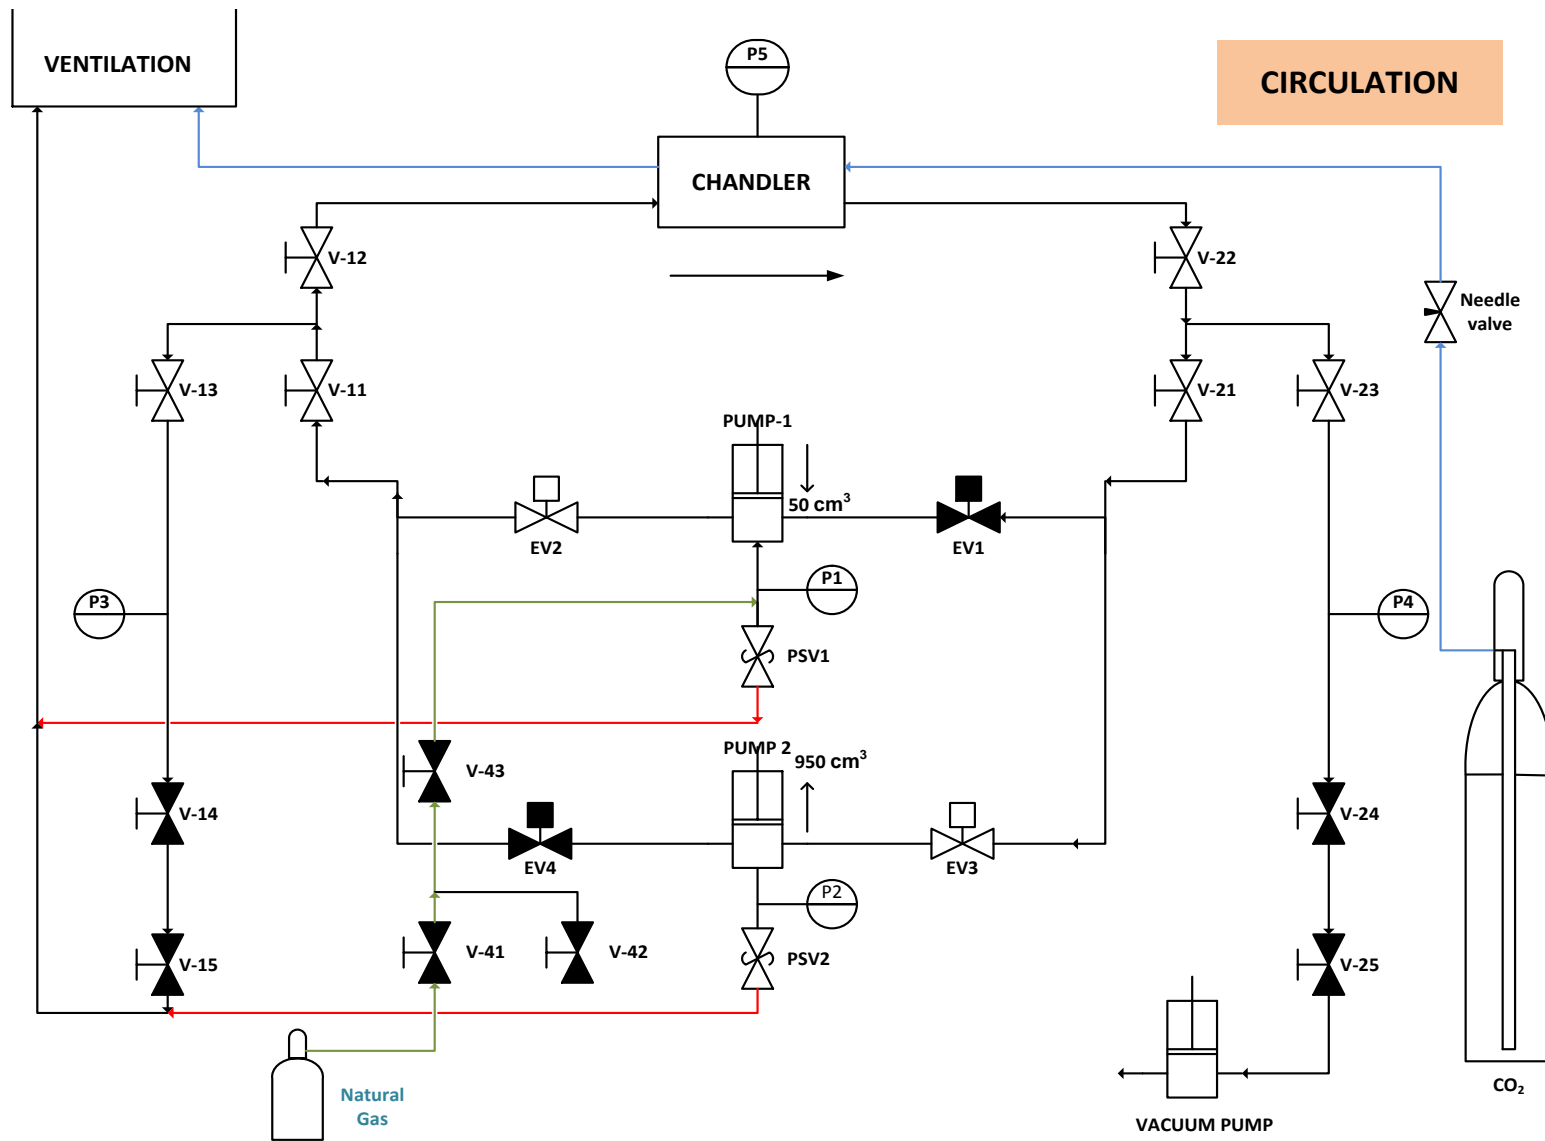 P5
VENTILATION
CIRCULATION
CHANDLER
V-12
V-22
Needle
valve
V-13
V-11
V-21
V-23
PUMP-1
50 cm³
EV2
EV1
P1
P3
P4
PSV1
PUMP 2
950 cm³
V-43
V-14
V-24
EV4
EV3
P2
V-15
V-41
V-42
PSV2
V-25
Natural
Gas
CO₂
VACUUM PUMP